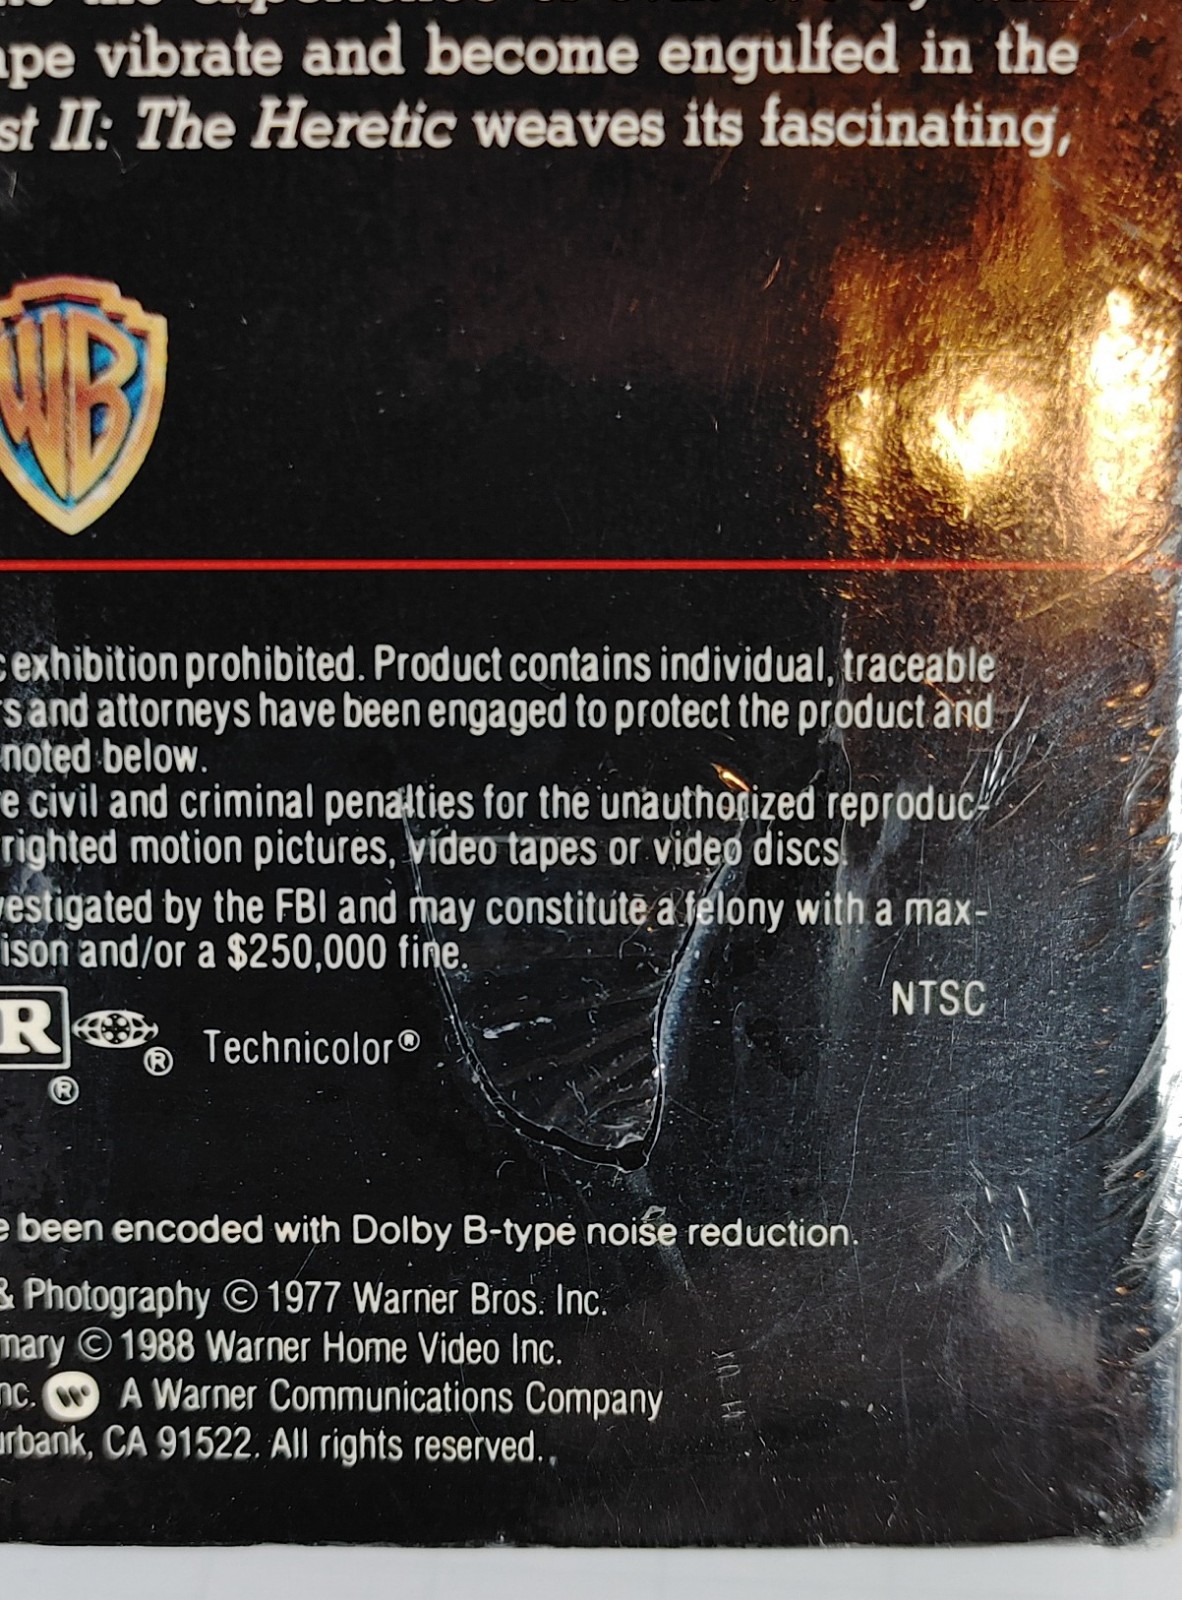 vibrate and become engulfed in the
II: The Heretic weaves its fascinating,
WB
exhibition prohibited. Product contains individual, traceable
and attorneys have been engaged to protect the product and
noted below.
civil and criminal penalties for the unauthorized reproduc-
righted motion pictures, video tapes or video discs.
vestigated by the FBI and may constitute a felony with a max-
ison and/or a $250,000 fine.
NTSC
R ® ® Technicolor®
been encoded with Dolby B-type noise reduction.
& Photography © 1977 Warner Bros. Inc.
mary © 1988 Warner Home Video Inc.
nc. W A Warner Communications Company
urbank, CA 91522. All rights reserved.